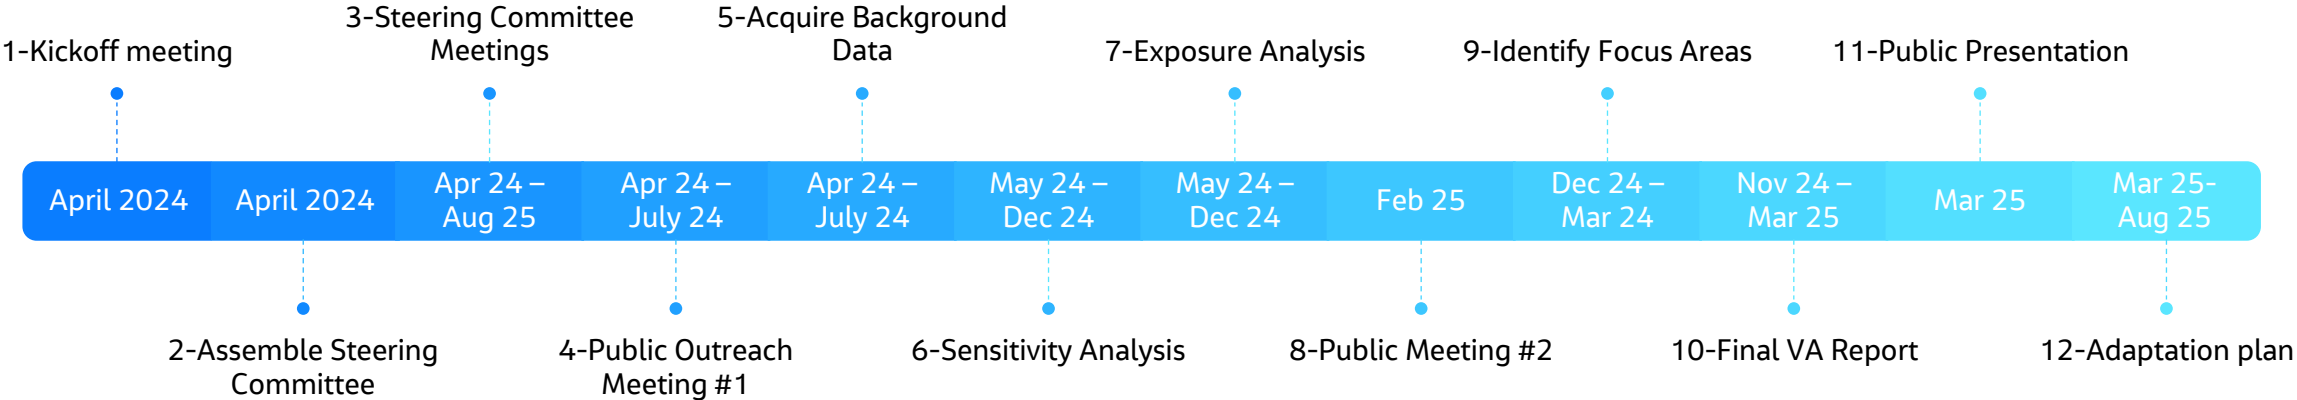 1-Kickoff meeting
3-Steering Committee
Meetings
5-Acquire Background
Data
7-Exposure Analysis
9-Identify Focus Areas
11-Public Presentation
April 2024
April 2024
Apr 24 –
Aug 25
Apr 24 –
July 24
Apr 24 –
July 24
May 24 –
Dec 24
May 24 –
Dec 24
Feb 25
Dec 24 –
Mar 24
Nov 24 –
Mar 25
Mar 25
Mar 25-
Aug 25
2-Assemble Steering
Committee
4-Public Outreach
Meeting #1
6-Sensitivity Analysis
8-Public Meeting #2
10-Final VA Report
12-Adaptation plan